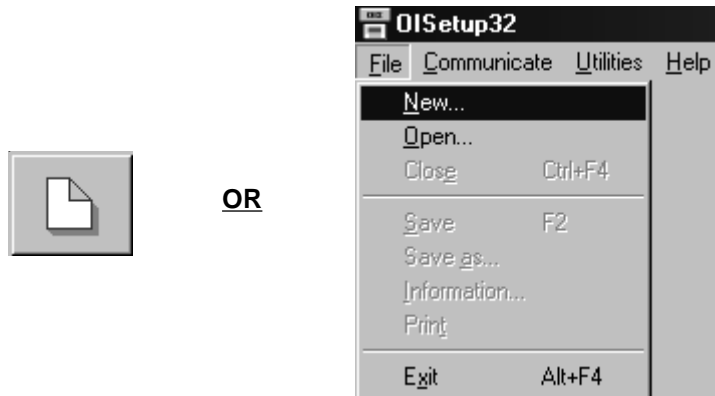 OISetup32
File Communicate Utilities Help
New...
Open...
Close Ctrl+F4
OR
Save F2
Save as...
Information...
Print
Exit Alt+F4